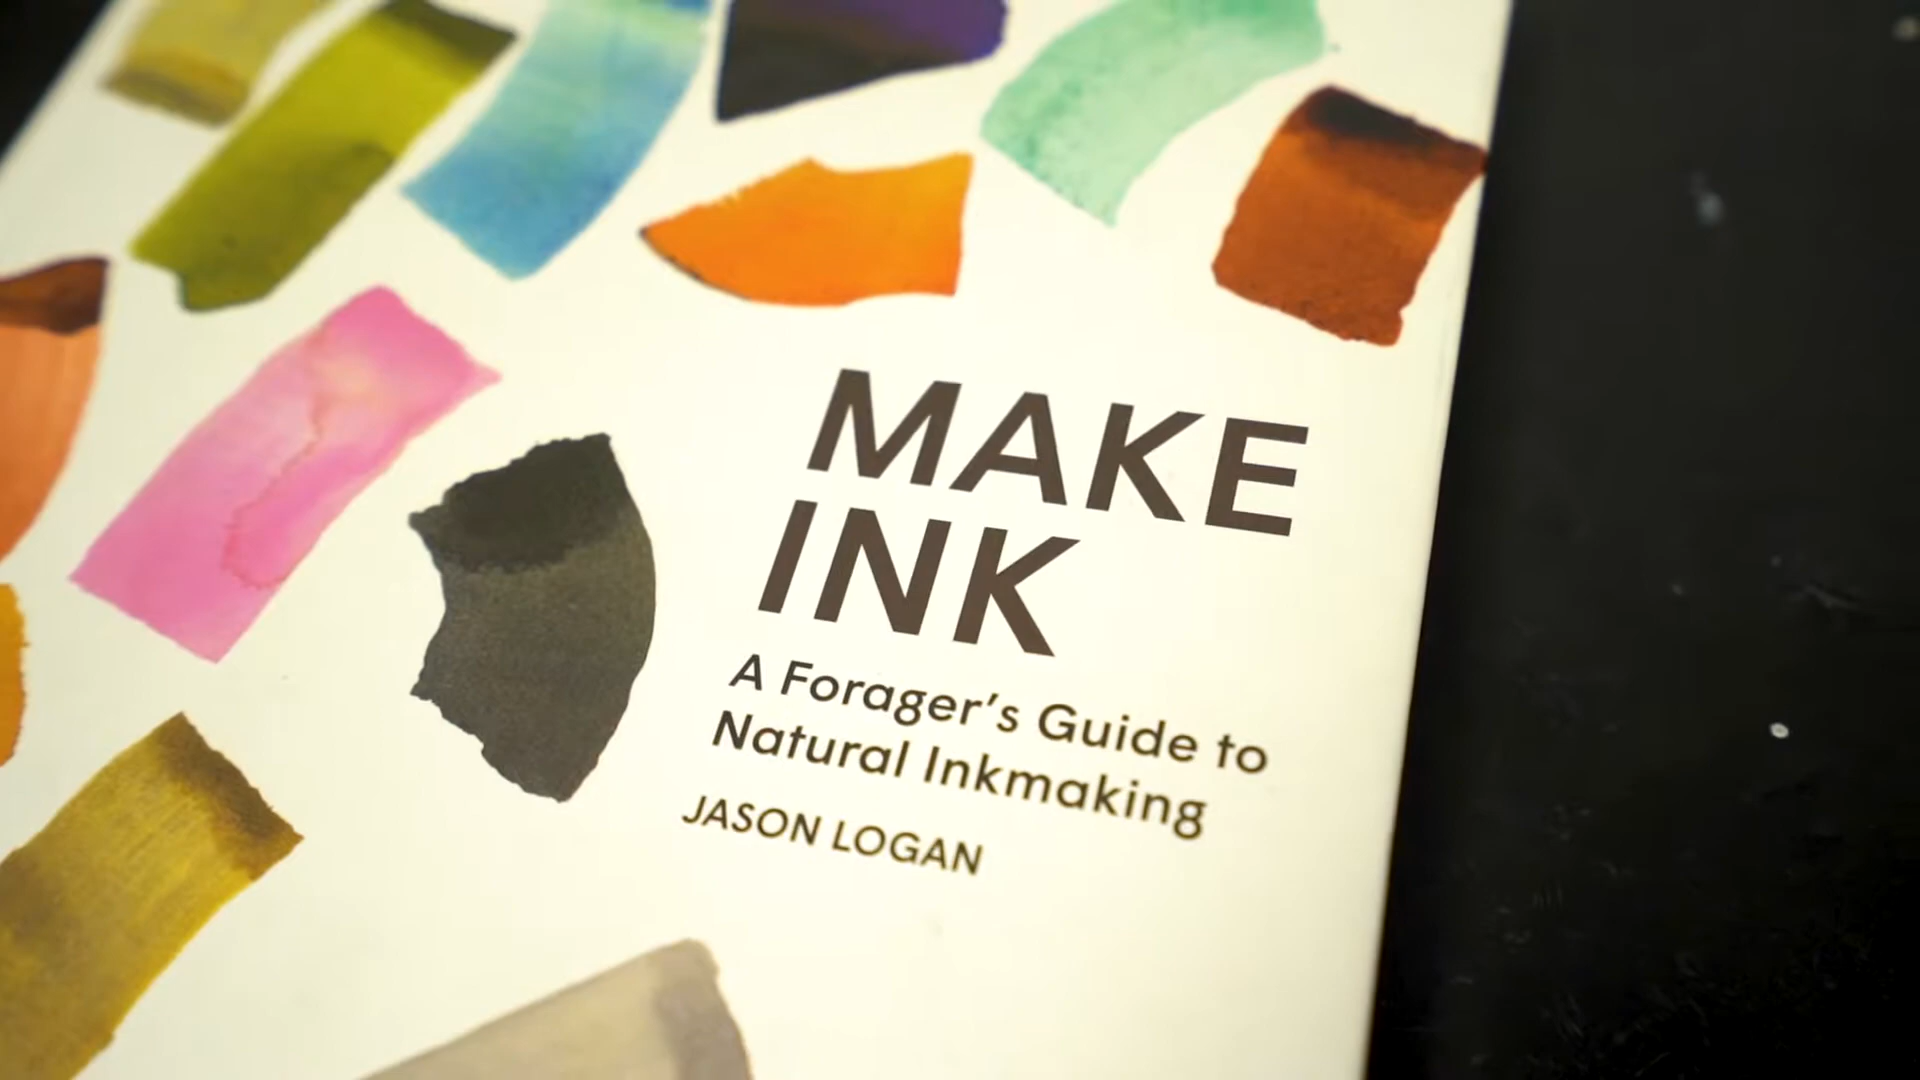 MAKE
INK
A Forager's Guide to
Natural Inkmaking
JASON LOGAN